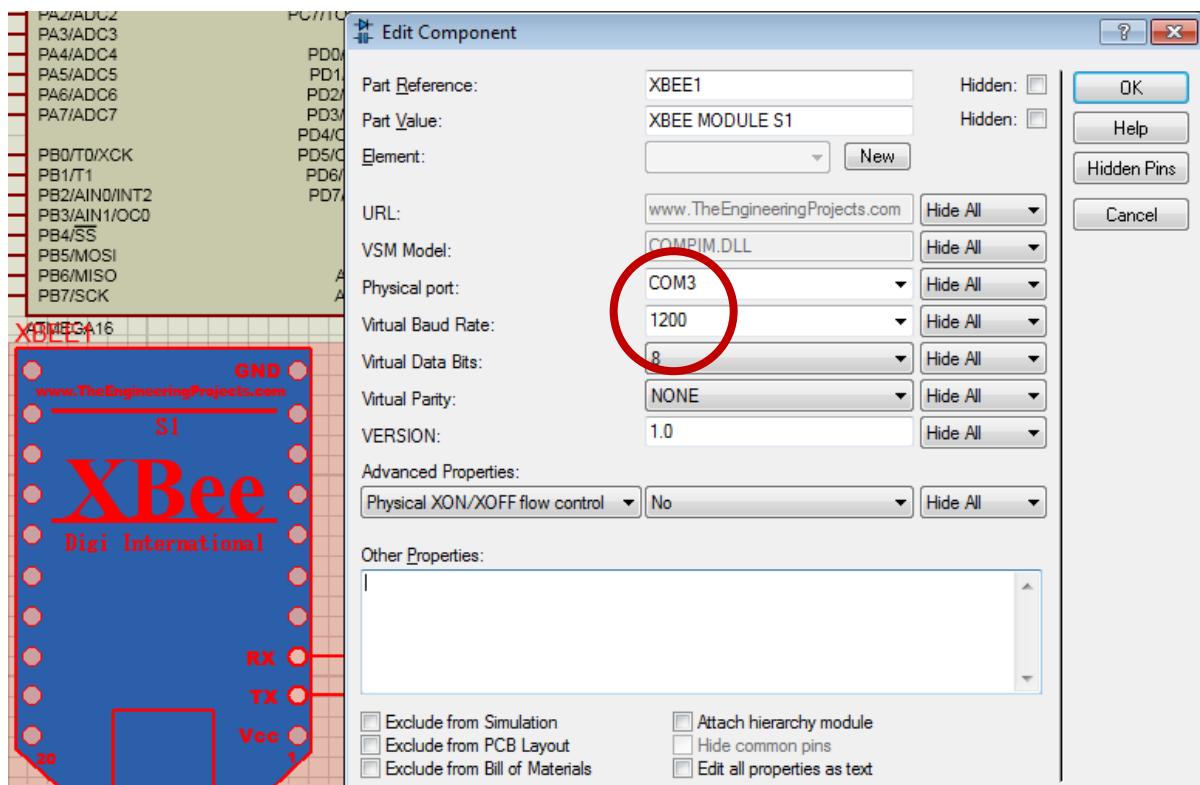 PA2/ADC2
PA3/ADC3
PA4/ADC4
PA5/ADC5
PA6/ADC6
PA7/ADC7
PB0/T0/XCK
PB1/T1
PB2/AIN0/INT2
PB3/AIN1/OC0
PB4/SS
PB5/MOSI
PB6/MISO
PB7/SCK
PD0/
PD1/
PD2/
PD3/
PD4/O
PD5/O
PD6/
PD7/
A
A
ATMEGA16
XBEE1
GND
www.TheEngineeringProjects.com
S1
XBee
Digi International
RX
TX
Vcc
20
1
Edit Component
Part Reference: XBEE1 Hidden:
Part Value: XBEE MODULE S1 Hidden:
Element: New
URL: www.TheEngineeringProjects.com Hide All
VSM Model: COMPIM.DLL Hide All
Physical port: COM3 Hide All
Virtual Baud Rate: 1200 Hide All
Virtual Data Bits: 8 Hide All
Virtual Parity: NONE Hide All
VERSION: 1.0 Hide All
Advanced Properties:
Physical XON/XOFF flow control No Hide All
Other Properties:
Exclude from Simulation Attach hierarchy module
Exclude from PCB Layout Hide common pins
Exclude from Bill of Materials Edit all properties as text
?
OK
Help
Hidden Pins
Cancel